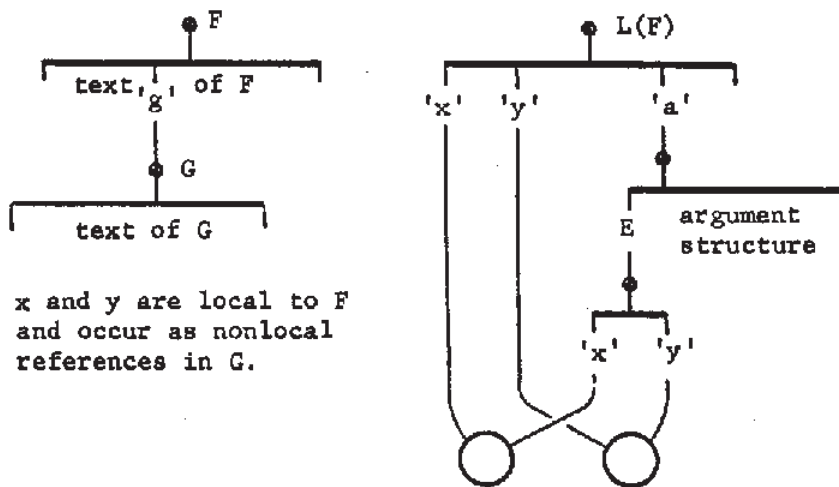 F
text 'g' of F
G
text of G
x and y are local to F
and occur as nonlocal
references in G.
L(F)
'x' 'y' 'a'
E
argument
structure
'x' 'y'